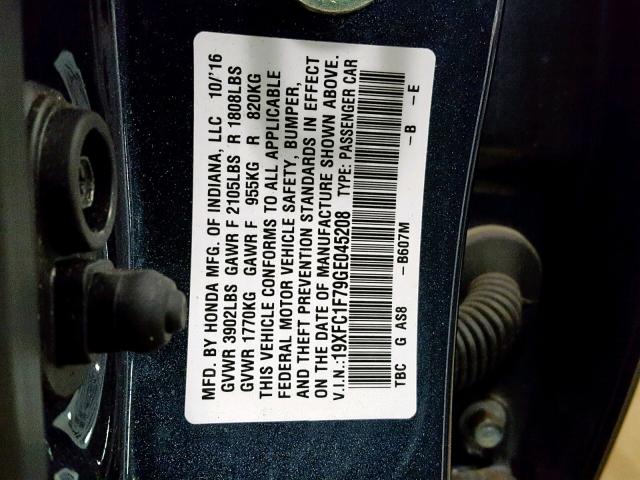 MFD. BY HONDA MFG. OF INDIANA, LLC 10/'16
GVWR 3902LBS GAWR F 2105LBS R 1808LBS
GVWR 1770KG GAWR F 955KG R 820KG
THIS VEHICLE CONFORMS TO ALL APPLICABLE
FEDERAL MOTOR VEHICLE SAFETY, BUMPER,
AND THEFT PREVENTION STANDARDS IN EFFECT
ON THE DATE OF MANUFACTURE SHOWN ABOVE.
V.I.N.:19XFC1F79GE045208 TYPE: PASSENGER CAR
TBC G AS8 -B607M -B -E